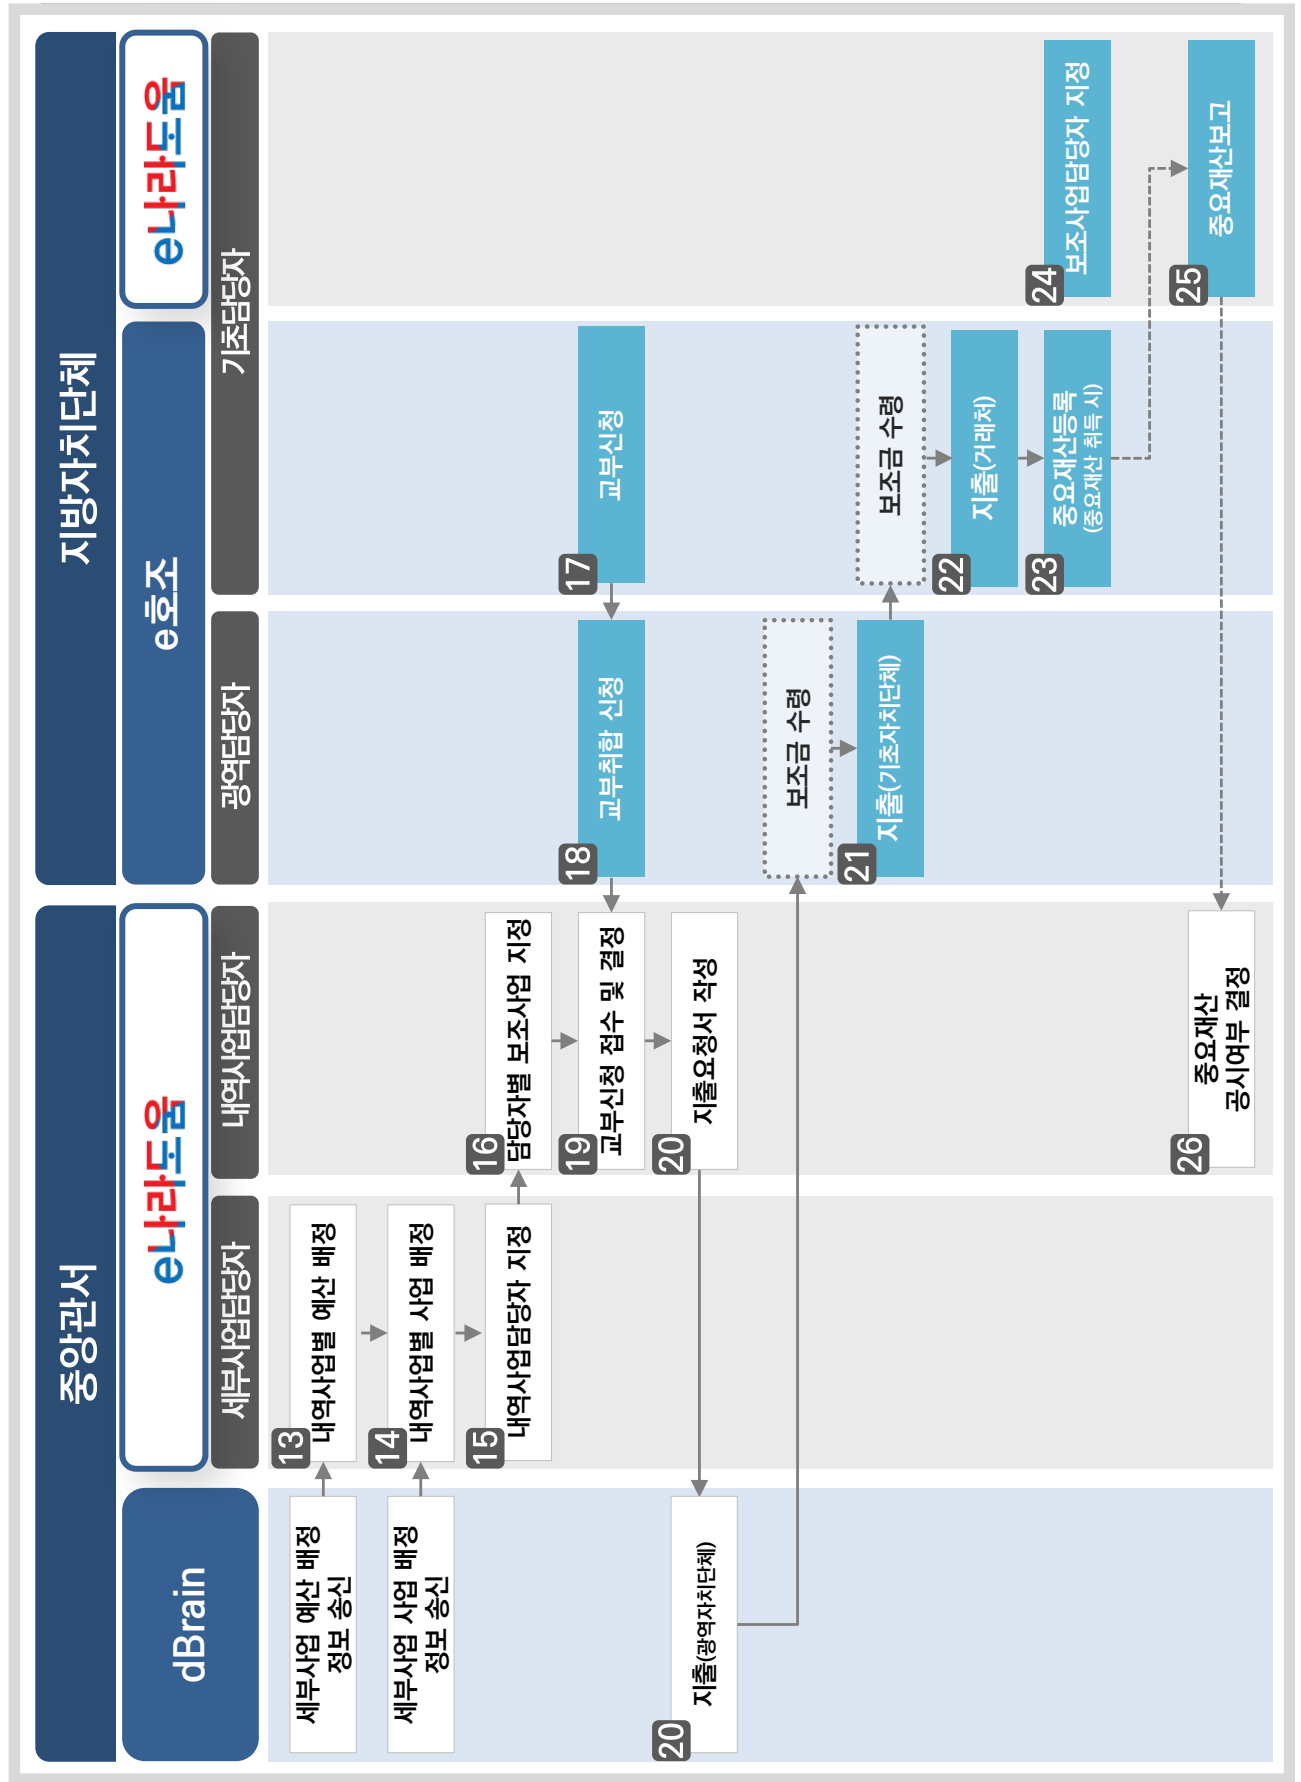 중앙관서
지방자치단체
dBrain
e나라도움
e호조
e나라도움
세부사업담당자
내역사업담당자
광역담당자
기초담당자
세부사업 예산 배정
정보 송신
13
내역사업별 예산 배정
세부사업 사업 배정
정보 송신
14
내역사업별 사업 배정
15
내역사업담당자 지정
16
담당자별 보조사업 지정
17
교부신청
18
교부취합 신청
19
교부신청 접수 및 결정
20
지출요청서 작성
20
지출(광역자치단체)
보조금 수령
21
지출(기초자치단체)
보조금 수령
22
지출(거래처)
23
중요재산등록
(중요재산 취득 시)
24
보조사업담당자 지정
25
중요재산보고
26
중요재산
공시여부 결정